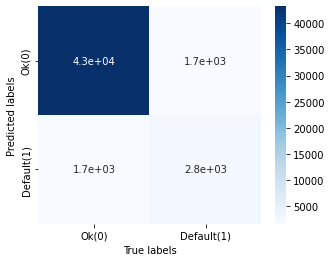 Predicted labels
Ok(0)
Default(1)
4.3e+04
1.7e+03
1.7e+03
2.8e+03
Ok(0)
Default(1)
True labels
40000
35000
30000
25000
20000
15000
10000
5000